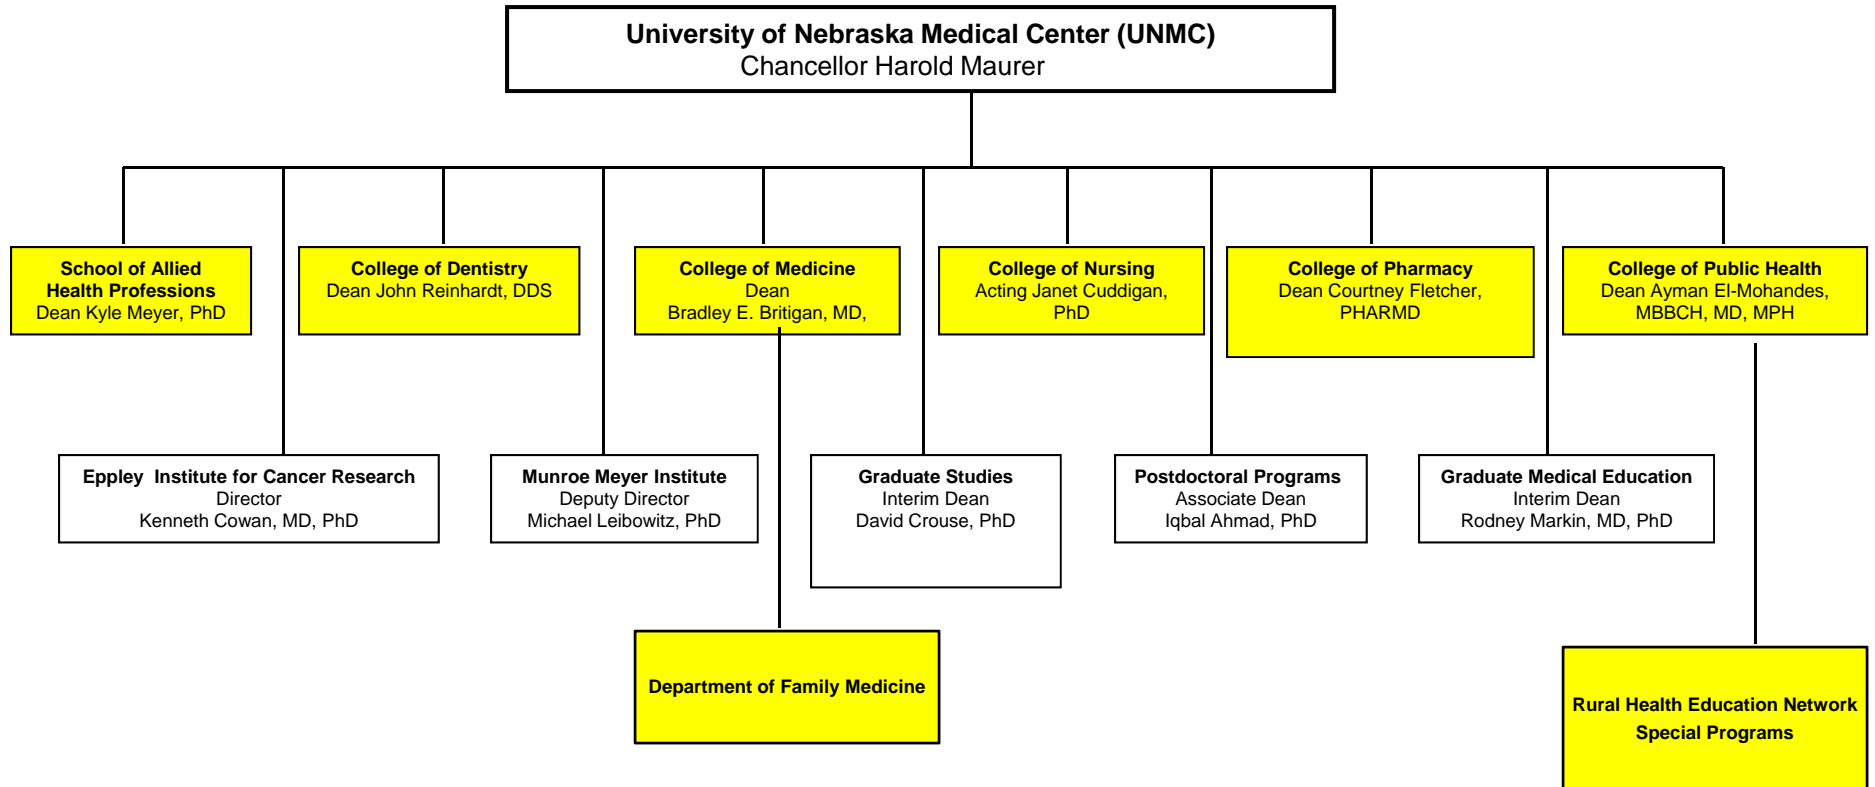 University of Nebraska Medical Center (UNMC)
Chancellor Harold Maurer
School of Allied
Health Professions
Dean Kyle Meyer, PhD
College of Dentistry
Dean John Reinhardt, DDS
College of Medicine
Dean
Bradley E. Britigan, MD,
College of Nursing
Acting Janet Cuddigan,
PhD
College of Pharmacy
Dean Courtney Fletcher,
PHARMD
College of Public Health
Dean Ayman El-Mohandes,
MBBCH, MD, MPH
Eppley Institute for Cancer Research
Director
Kenneth Cowan, MD, PhD
Munroe Meyer Institute
Deputy Director
Michael Leibowitz, PhD
Graduate Studies
Interim Dean
David Crouse, PhD
Postdoctoral Programs
Associate Dean
Iqbal Ahmad, PhD
Graduate Medical Education
Interim Dean
Rodney Markin, MD, PhD
Department of Family Medicine
Rural Health Education Network
Special Programs